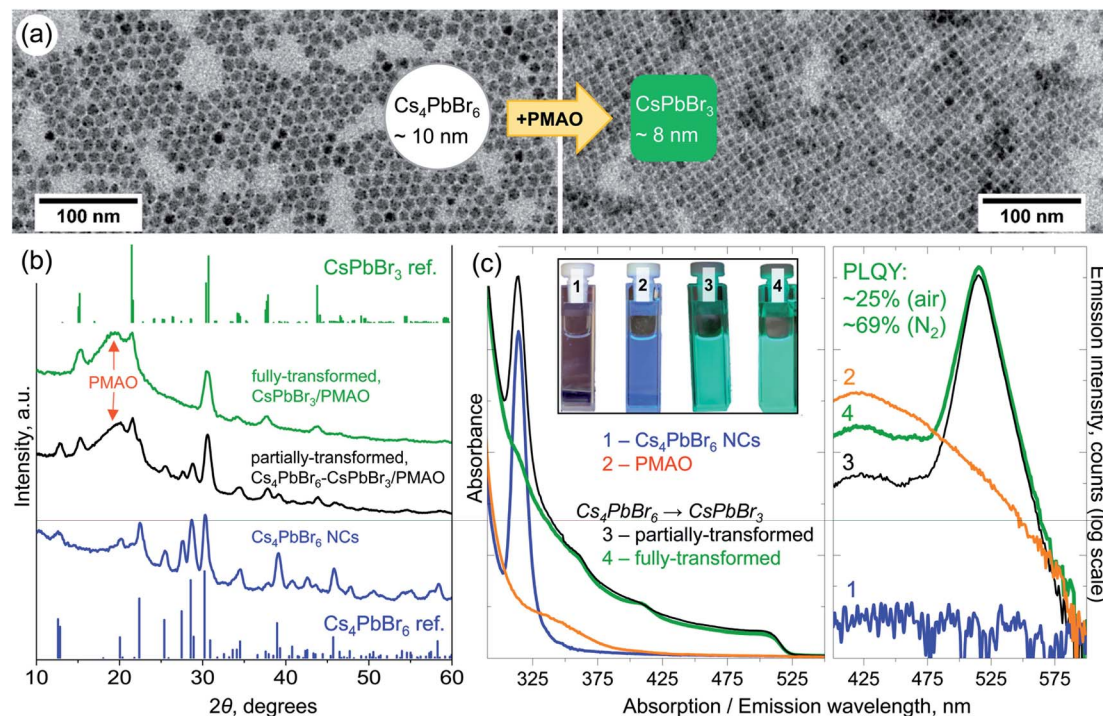 (a)
Cs₄PbBr₆
~ 10 nm
+PMAO
CsPbBr₃
~ 8 nm
100 nm
100 nm
(b)
CsPbBr₃ ref.
PMAO
fully-transformed,
CsPbBr₃/PMAO
partially-transformed,
Cs₄PbBr₆-CsPbBr₃/PMAO
Cs₄PbBr₆ NCs
Cs₄PbBr₆ ref.
Intensity, a.u.
10 20 30 40 50 60
2θ, degrees
(c)
1 2 3 4
1 – Cs₄PbBr₆ NCs
2 – PMAO
Cs₄PbBr₆ → CsPbBr₃
3 – partially-transformed
4 – fully-transformed
Absorbance
325 375 425 475 525
PLQY:
~25% (air)
~69% (N₂)
2
4
3
1
425 475 525 575
Absorption / Emission wavelength, nm
Emission intensity, counts (log scale)